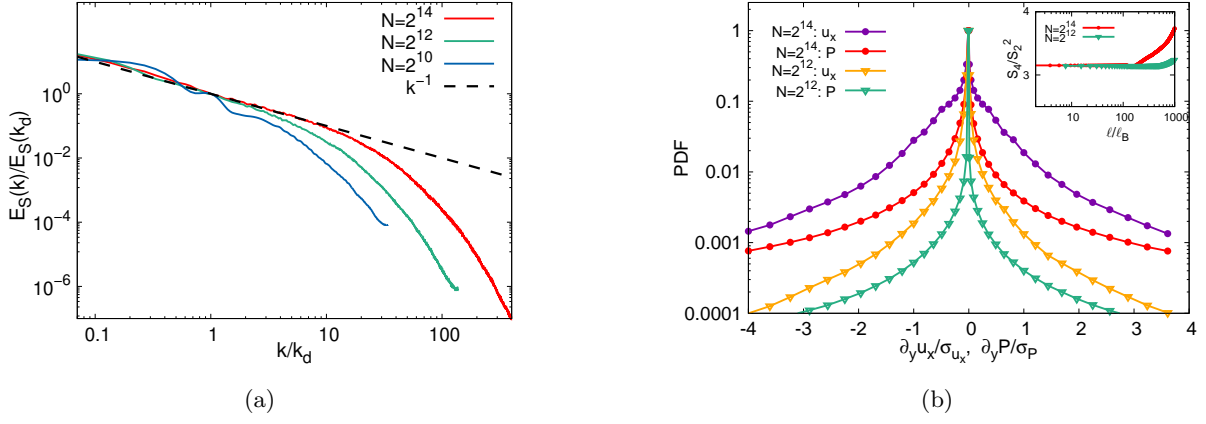 N=2^14
N=2^12
N=2^10
k^-1
E_S(k)/E_S(k_d)
10^0
10^-2
10^-4
10^-6
0.1 1 10 100
k/k_d
(a)
N=2^14: u_x
N=2^14: P
N=2^12: u_x
N=2^12: P
PDF
1
0.1
0.01
0.001
0.0001
-4 -3 -2 -1 0 1 2 3 4
∂_y u_x/σ_{u_x}, ∂_y P/σ_P
N=2^14
N=2^12
S_4/S_2^2
4
3
10 100 1000
ℓ/ℓ_B
(b)